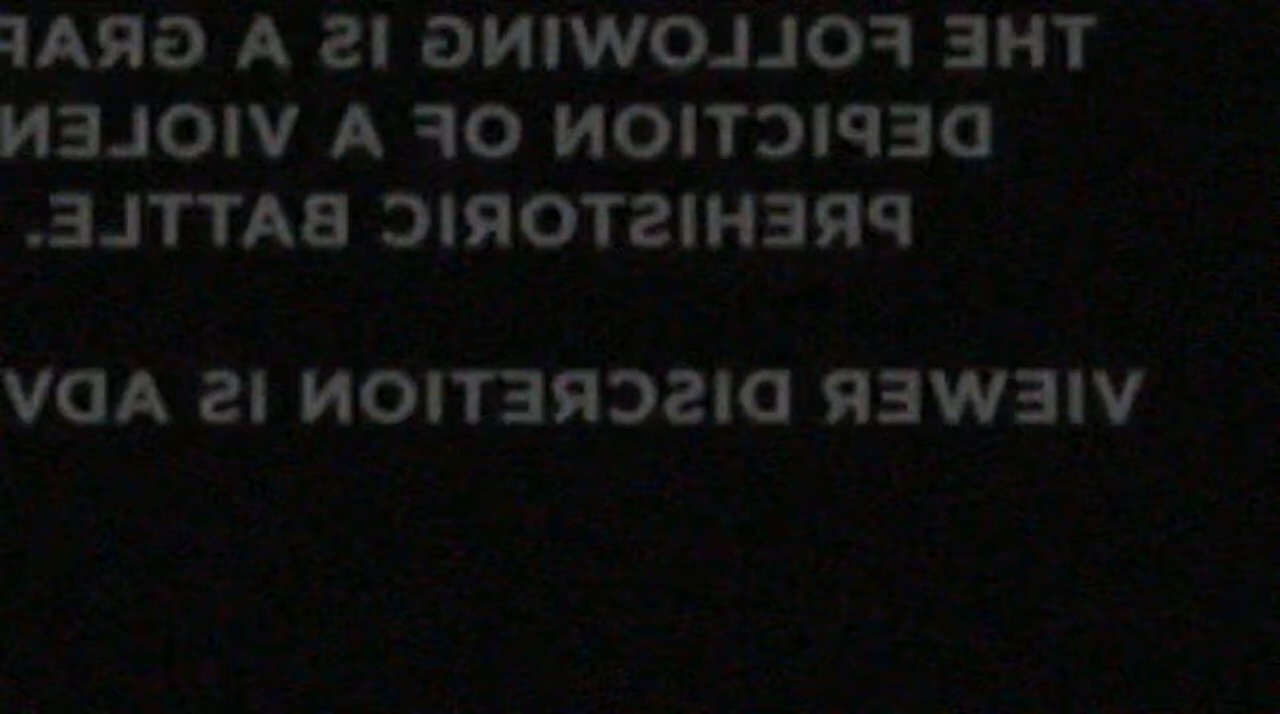 THE FOLLOWING IS A GRAP
DEPICTION OF A VIOLEN
PREHISTORIC BATTLE.
VIEWER DISCRETION IS ADV